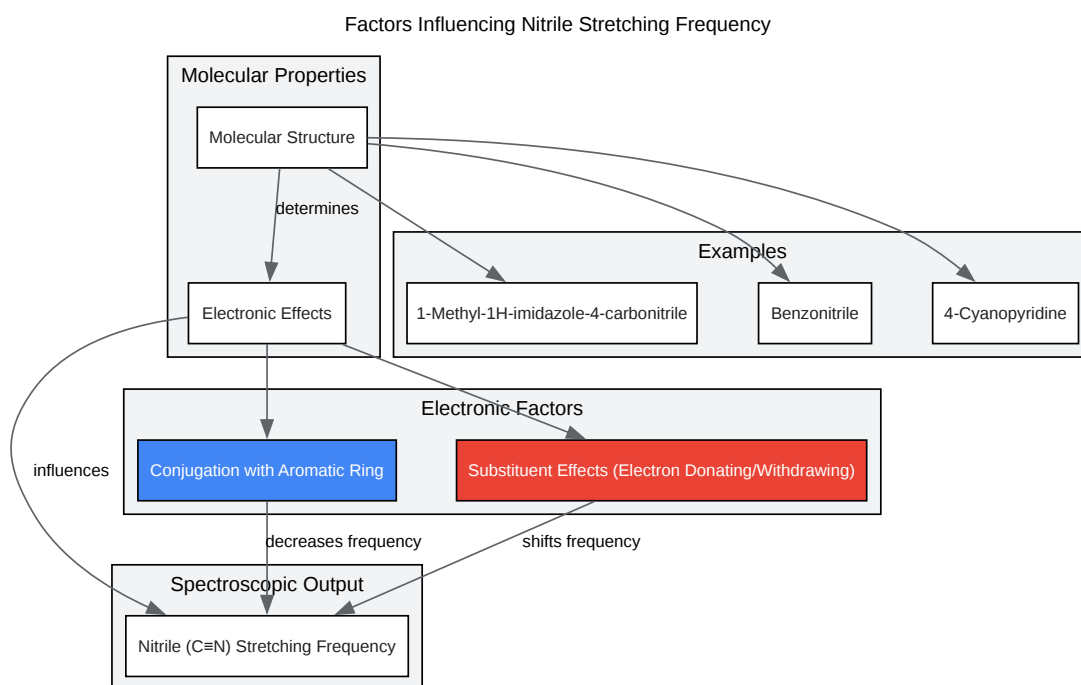 Factors Influencing Nitrile Stretching Frequency
Molecular Properties
Molecular Structure
determines
Examples
Electronic Effects
1-Methyl-1H-imidazole-4-carbonitrile
Benzonitrile
4-Cyanopyridine
Electronic Factors
influences
Conjugation with Aromatic Ring
Substituent Effects (Electron Donating/Withdrawing)
decreases frequency
shifts frequency
Spectroscopic Output
Nitrile (C≡N) Stretching Frequency